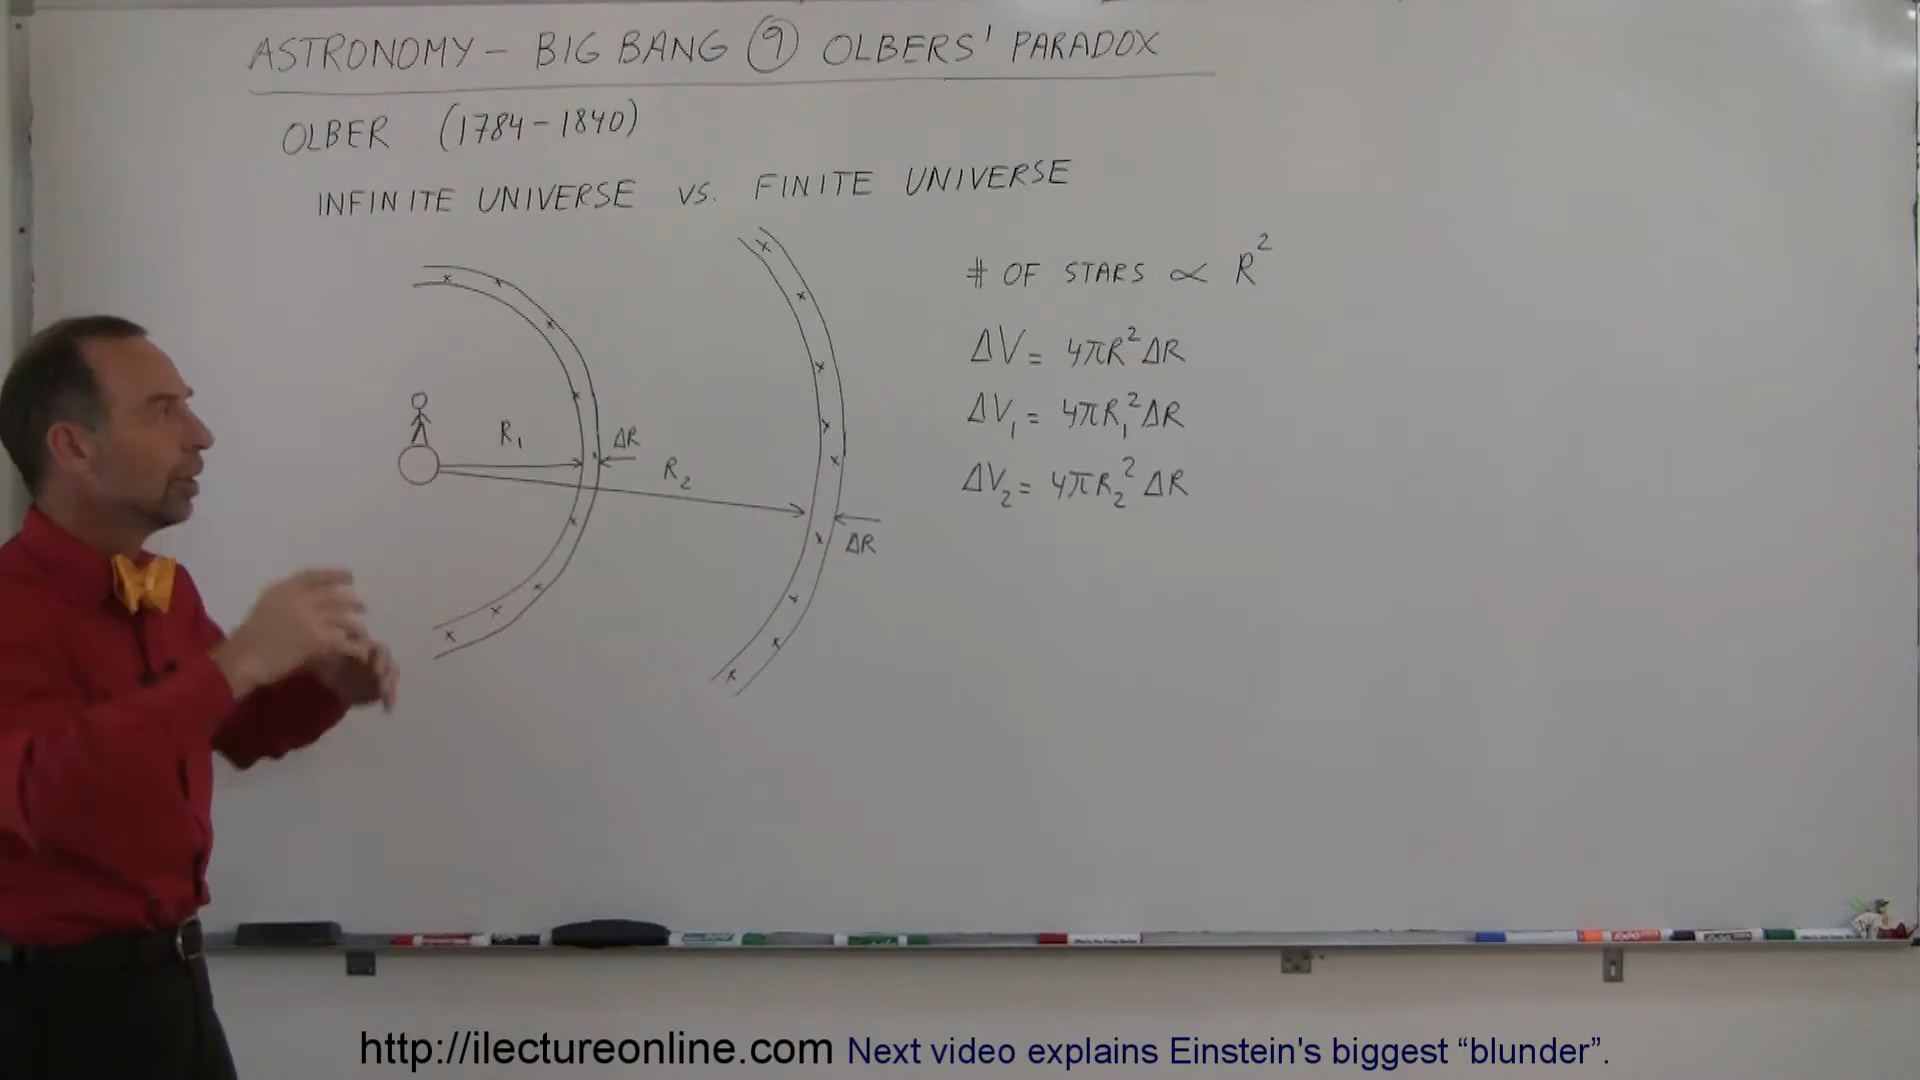 ASTRONOMY - BIG BANG ⑨ OLBERS' PARADOX
OLBER (1784-1840)
INFINITE UNIVERSE VS. FINITE UNIVERSE
# OF STARS ∝ R²
ΔV = 4πR²ΔR
ΔV₁ = 4πR₁²ΔR
ΔV₂ = 4πR₂²ΔR
R₁
ΔR
R₂
ΔR
http://ilectureonline.com Next video explains Einstein's biggest “blunder”.